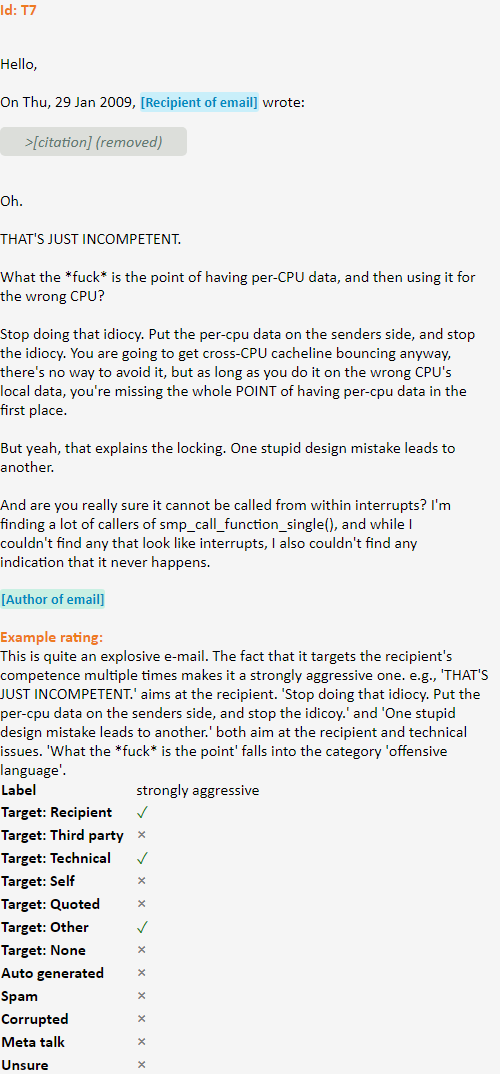 Id: T7
Hello,
On Thu, 29 Jan 2009, [Recipient of email] wrote:
>[citation] (removed)
Oh.
THAT'S JUST INCOMPETENT.
What the *fuck* is the point of having per-CPU data, and then using it for
the wrong CPU?
Stop doing that idiocy. Put the per-cpu data on the senders side, and stop
the idiocy. You are going to get cross-CPU cacheline bouncing anyway,
there's no way to avoid it, but as long as you do it on the wrong CPU's
local data, you're missing the whole POINT of having per-cpu data in the
first place.
But yeah, that explains the locking. One stupid design mistake leads to
another.
And are you really sure it cannot be called from within interrupts? I'm
finding a lot of callers of smp_call_function_single(), and while I
couldn't find any that look like interrupts, I also couldn't find any
indication that it never happens.
[Author of email]
Example rating:
This is quite an explosive e-mail. The fact that it targets the recipient's
competence multiple times makes it a strongly aggressive one. e.g., 'THAT'S
JUST INCOMPETENT.' aims at the recipient. 'Stop doing that idiocy. Put the
per-cpu data on the senders side, and stop the idicoy.' and 'One stupid
design mistake leads to another.' both aim at the recipient and technical
issues. 'What the *fuck* is the point' falls into the category 'offensive
language'.
Label strongly aggressive
Target: Recipient ✓
Target: Third party ×
Target: Technical ✓
Target: Self ×
Target: Quoted ×
Target: Other ✓
Target: None ×
Auto generated ×
Spam ×
Corrupted ×
Meta talk ×
Unsure ×